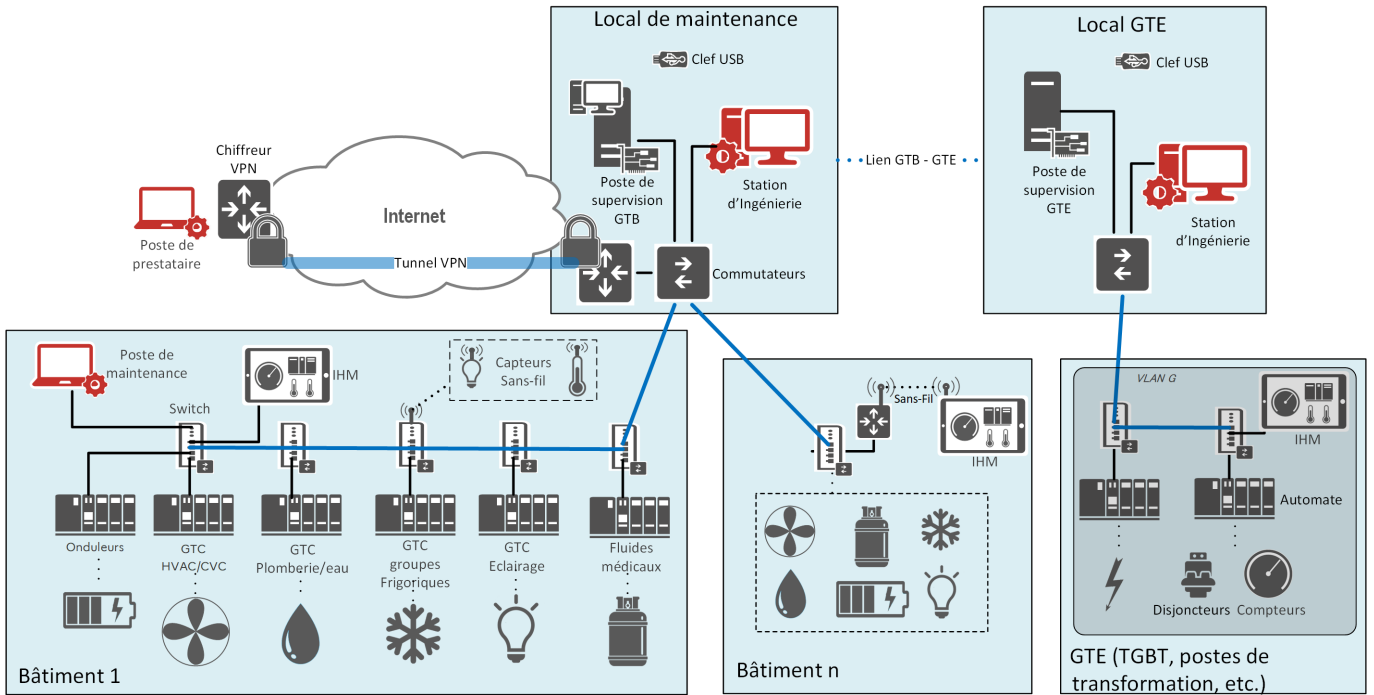 Local de maintenance
Clef USB
Poste de
supervision
GTB
Station
d'Ingénierie
Commutateurs
Lien GTB - GTE
Local GTE
Clef USB
Poste de
supervision
GTE
Station
d'Ingénierie
Chiffreur
VPN
Poste de
prestataire
Internet
Tunnel VPN
Poste de
maintenance
IHM
Switch
Capteurs
Sans-fil
Onduleurs
GTC
HVAC/CVC
GTC
Plomberie/eau
GTC
groupes
Frigoriques
GTC
Eclairage
Fluides
médicaux
Bâtiment 1
Sans-Fil
IHM
Bâtiment n
VLAN G
IHM
Automate
Disjoncteurs
Compteurs
GTE (TGBT, postes de
transformation, etc.)